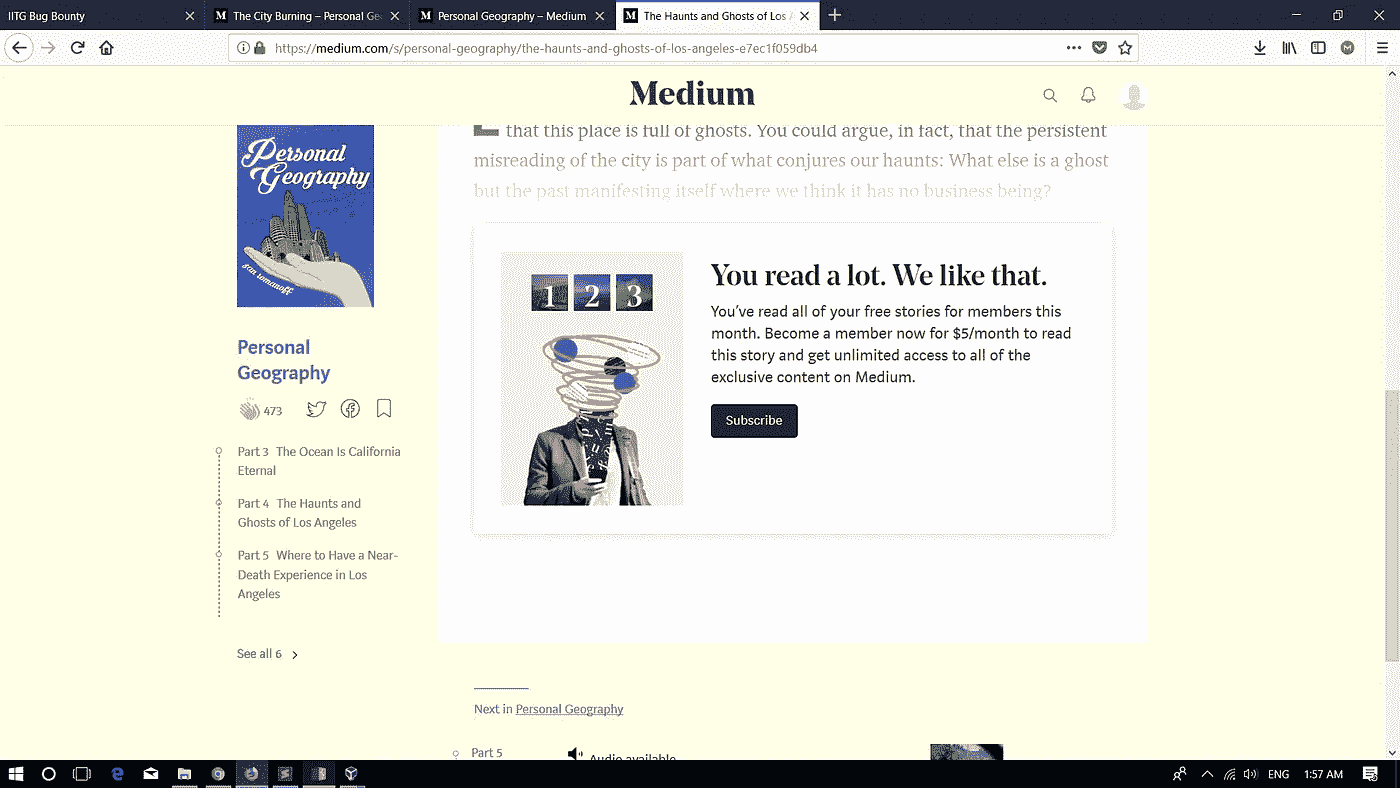 IITG Bug Bounty
The City Burning – Personal Ge
Personal Geography – Medium
The Haunts and Ghosts of Los A
https://medium.com/s/personal-geography/the-haunts-and-ghosts-of-los-angeles-e7ec1f059db4
M
Medium
Personal
Geography
that this place is full of ghosts. You could argue, in fact, that the persistent
misreading of the city is part of what conjures our haunts: What else is a ghost
but the past manifesting itself where we think it has no business being?
1 2 3
You read a lot. We like that.
You’ve read all of your free stories for members this
month. Become a member now for $5/month to read
this story and get unlimited access to all of the
exclusive content on Medium.
Subscribe
Personal
Geography
473
Part 3 The Ocean Is California
Eternal
Part 4 The Haunts and
Ghosts of Los Angeles
Part 5 Where to Have a Near-
Death Experience in Los
Angeles
See all 6
Next in Personal Geography
Part 5
Audio available
ENG
1:57 AM